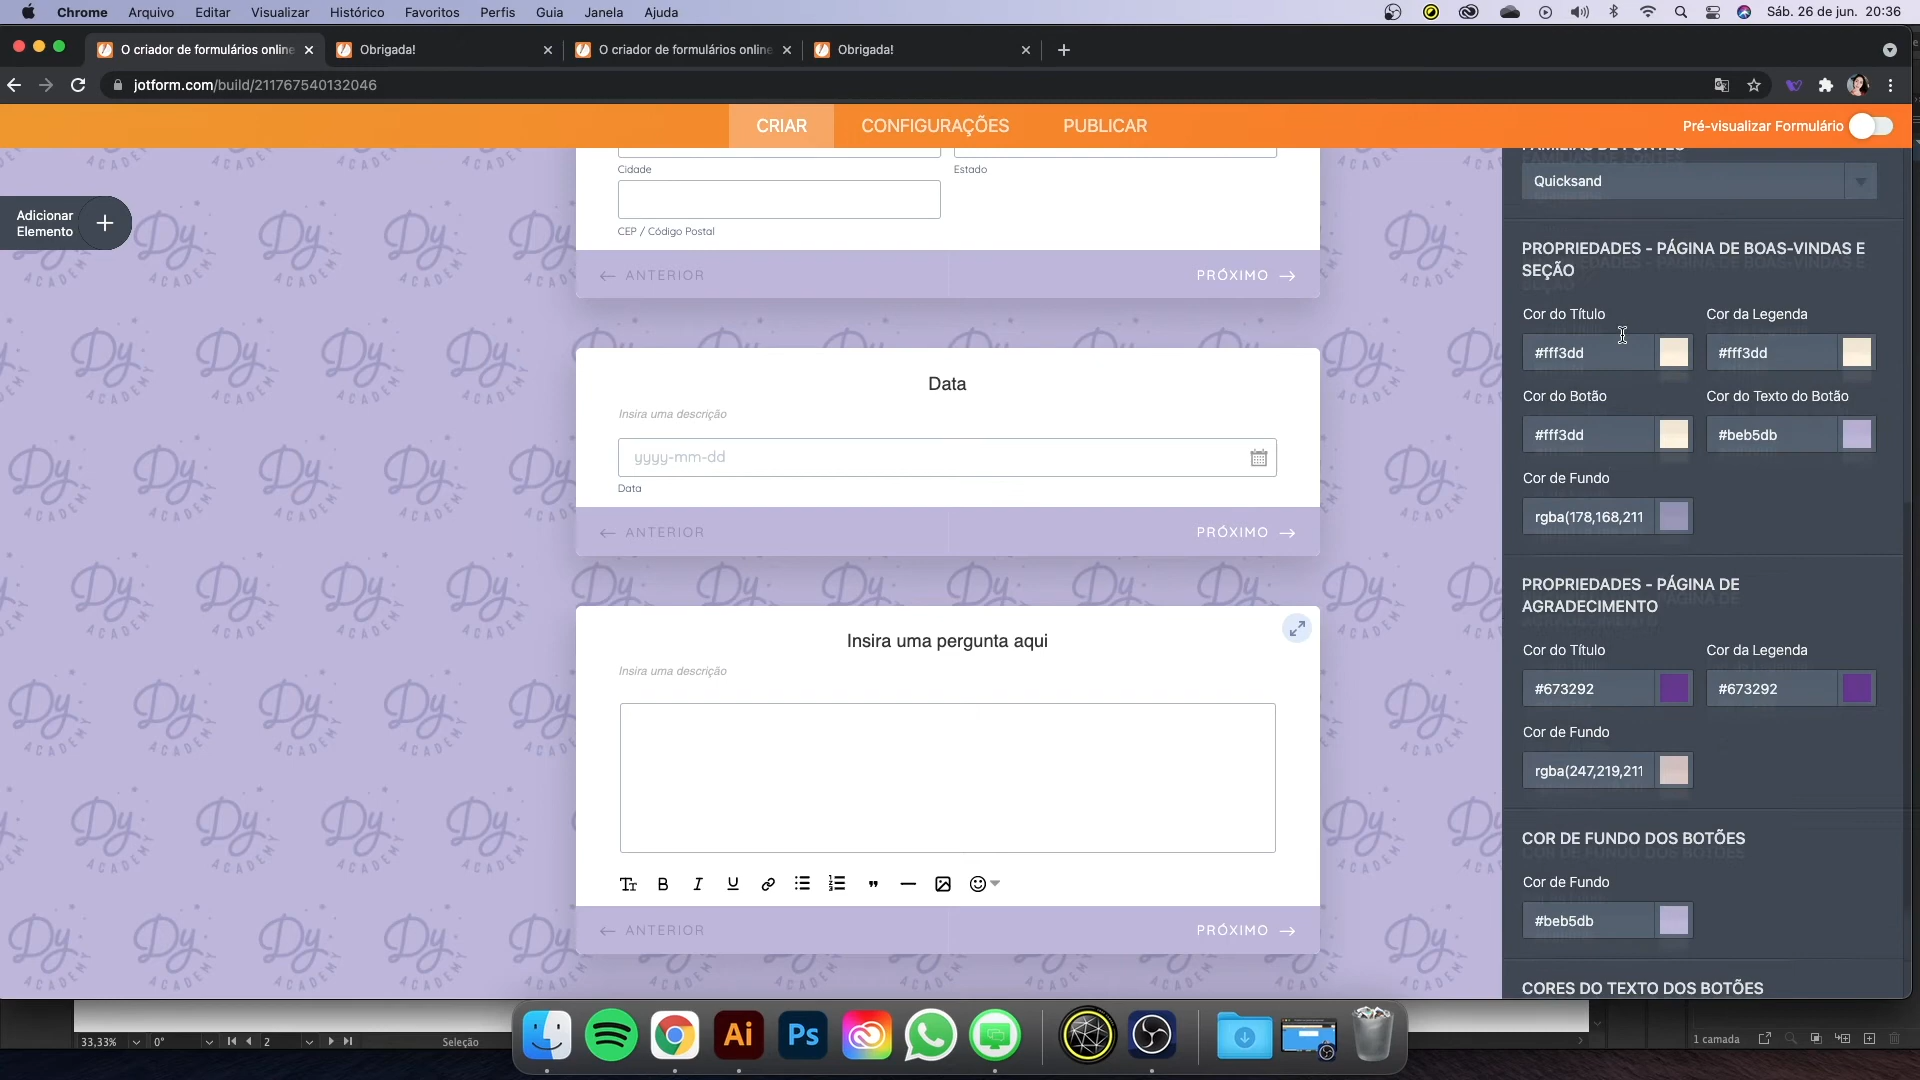 Chrome Arquivo Editar Visualizar Histórico Favoritos Perfis Guia Janela Ajuda Sáb. 26 de jun. 20:36
O criador de formulários online Obrigada! O criador de formulários online Obrigada!
jotform.com/build/211767540132046
CRIAR CONFIGURAÇÕES PUBLICAR Pré-visualizar Formulário
Adicionar
Elemento
Cidade Estado
CEP / Código Postal
ANTERIOR PRÓXIMO
Data
Insira uma descrição
yyyy-mm-dd
Data
ANTERIOR PRÓXIMO
Insira uma pergunta aqui
Insira uma descrição
ANTERIOR PRÓXIMO
FAMÍLIAS DE FONTES
Quicksand
PROPRIEDADES - PÁGINA DE BOAS-VINDAS E
SEÇÃO
Cor do Título Cor da Legenda
#fff3dd #fff3dd
Cor do Botão Cor do Texto do Botão
#fff3dd #beb5db
Cor de Fundo
rgba(178,168,211
PROPRIEDADES - PÁGINA DE
AGRADECIMENTO
Cor do Título Cor da Legenda
#673292 #673292
Cor de Fundo
rgba(247,219,211
COR DE FUNDO DOS BOTÕES
Cor de Fundo
#beb5db
CORES DO TEXTO DOS BOTÕES
Dy ACADEMY
Ai Ps
33,33% 0° 2 Seleção 1 camada